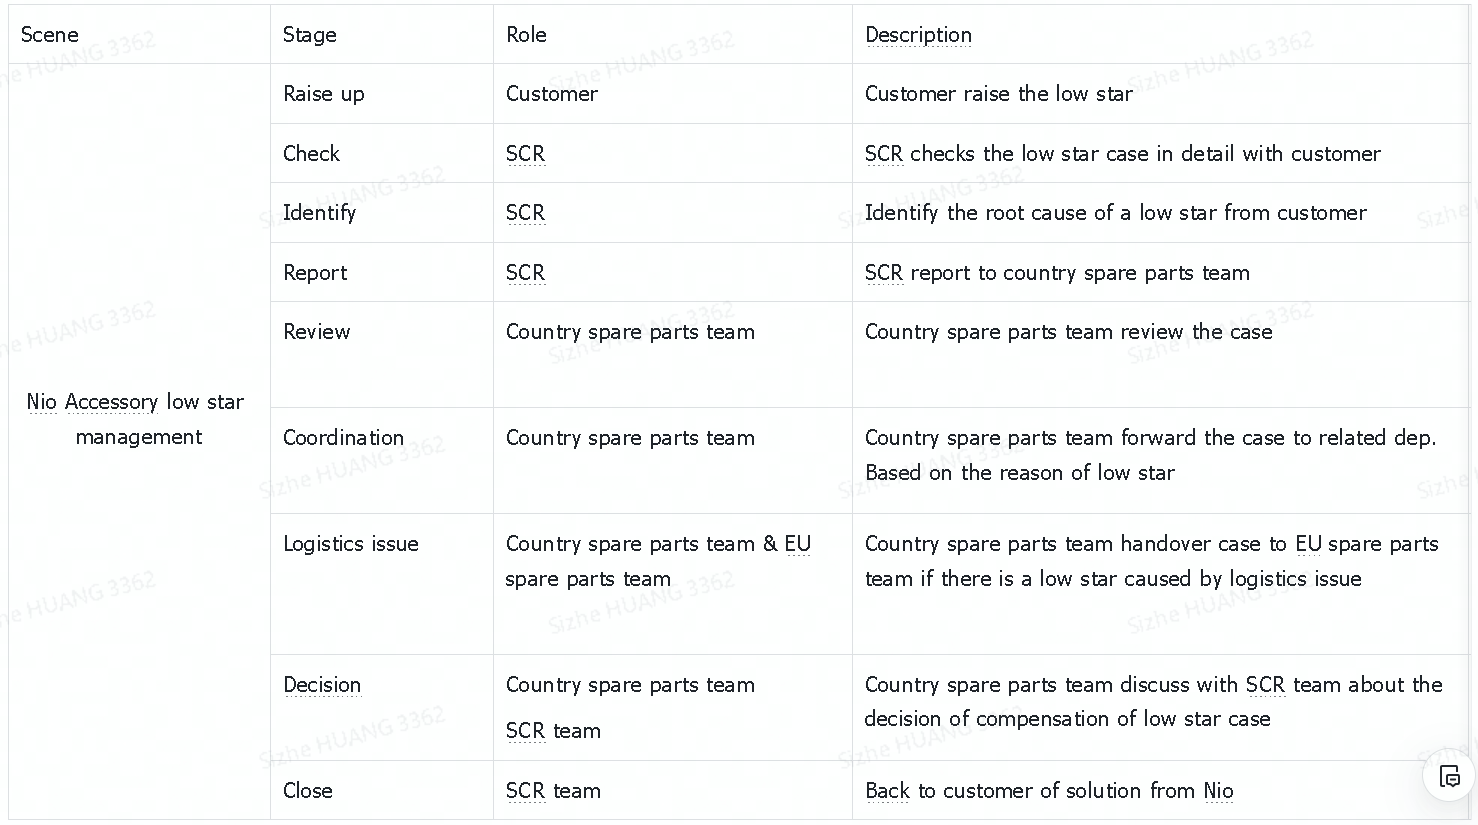 Scene Stage Role Description
Raise up Customer Customer raise the low star
Check SCR SCR checks the low star case in detail with customer
Identify SCR Identify the root cause of a low star from customer
Report SCR SCR report to country spare parts team
Review Country spare parts team Country spare parts team review the case
Nio Accessory low star
management
Coordination Country spare parts team Country spare parts team forward the case to related dep.
Based on the reason of low star
Logistics issue Country spare parts team & EU Country spare parts team handover case to EU spare parts
spare parts team team if there is a low star caused by logistics issue
Decision Country spare parts team Country spare parts team discuss with SCR team about the
SCR team decision of compensation of low star case
Close SCR team Back to customer of solution from Nio
Sizhe HUANG 3362